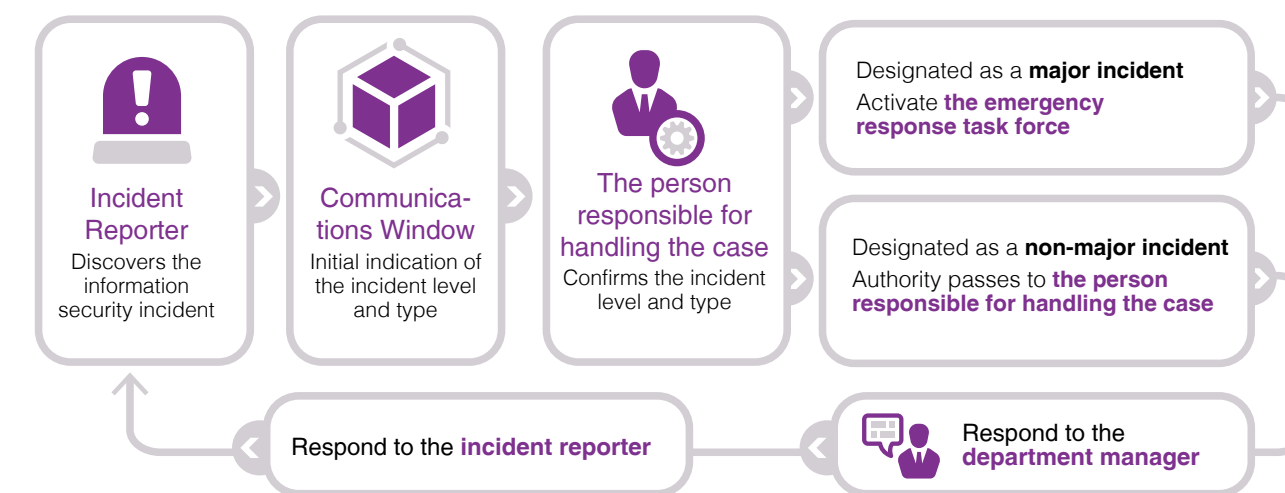 Incident
Reporter
Discovers the
information
security incident
Communica-
tions Window
Initial indication of
the incident level
and type
The person
responsible for
handling the case
Confirms the incident
level and type
Designated as a major incident
Activate the emergency
response task force
Designated as a non-major incident
Authority passes to the person
responsible for handling the case
Respond to the
department manager
Respond to the incident reporter